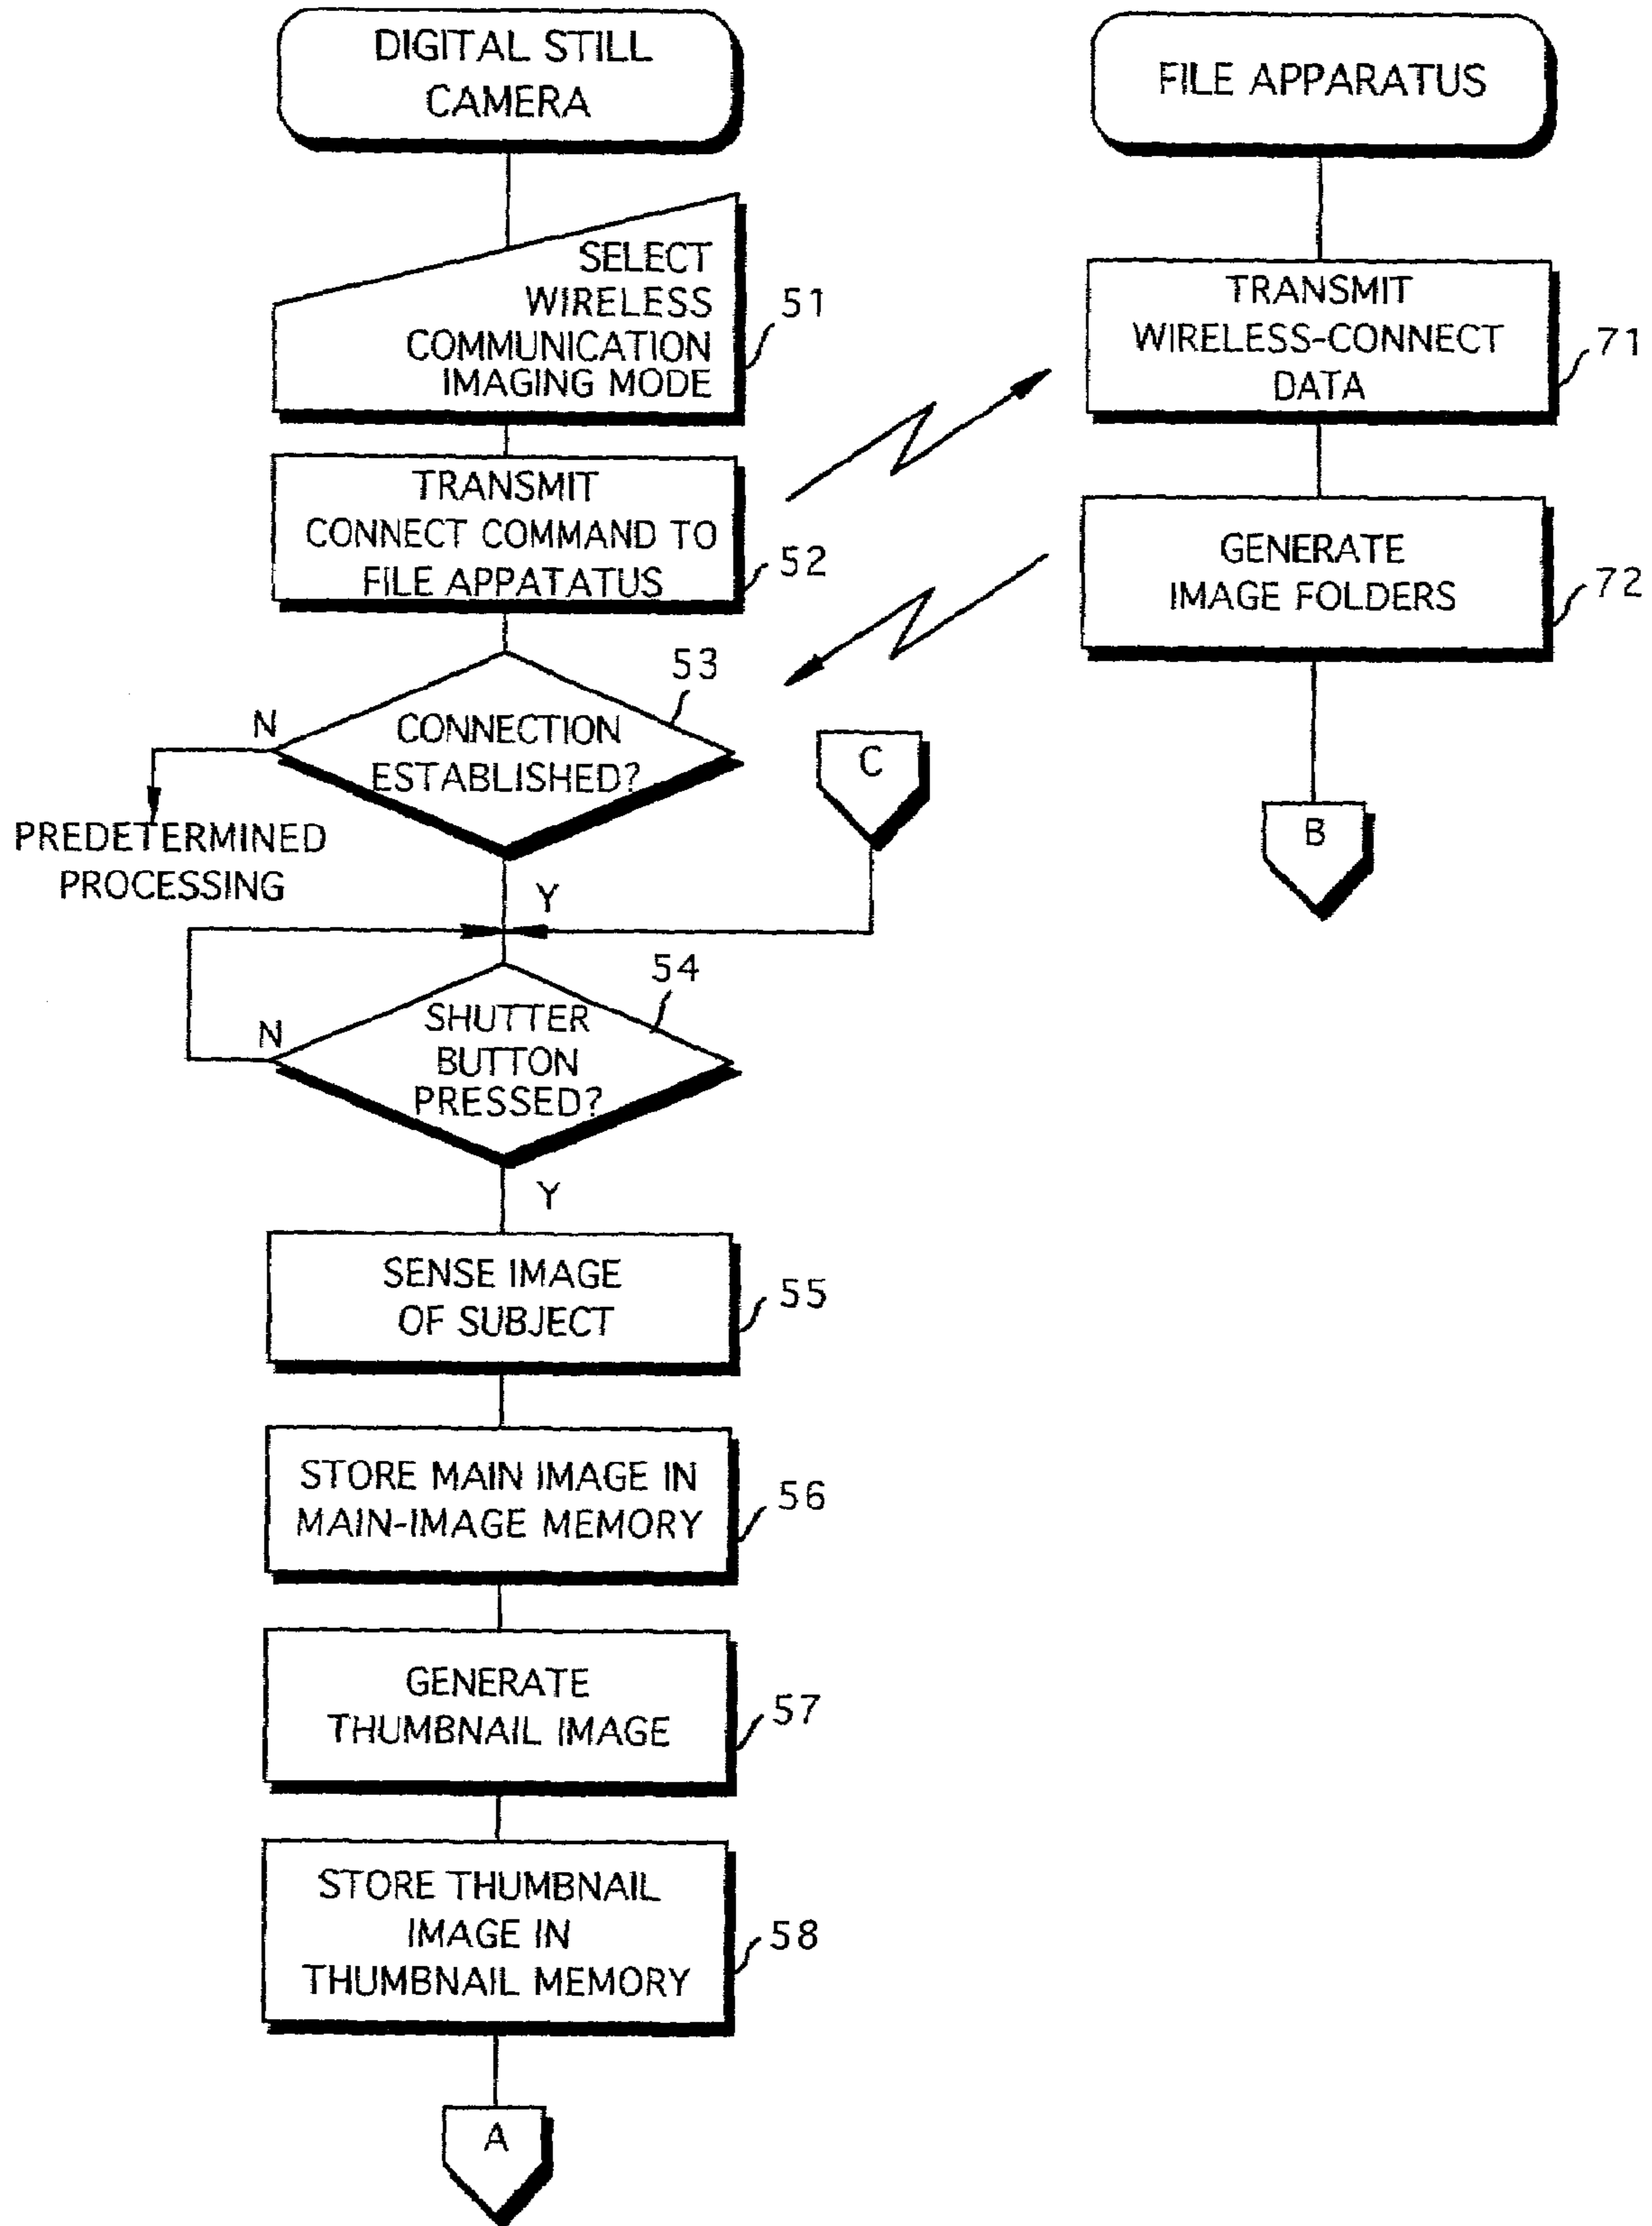 DIGITAL STILL
CAMERA
SELECT
WIRELESS
COMMUNICATION
IMAGING MODE
51
TRANSMIT
CONNECT COMMAND TO
FILE APPATATUS
52
53
CONNECTION
ESTABLISHED?
N
PREDETERMINED
PROCESSING
Y
C
54
SHUTTER
BUTTON
PRESSED?
N
Y
SENSE IMAGE
OF SUBJECT
55
STORE MAIN IMAGE IN
MAIN-IMAGE MEMORY
56
GENERATE
THUMBNAIL IMAGE
57
STORE THUMBNAIL
IMAGE IN
THUMBNAIL MEMORY
58
A
FILE APPARATUS
TRANSMIT
WIRELESS-CONNECT
DATA
71
GENERATE
IMAGE FOLDERS
72
B